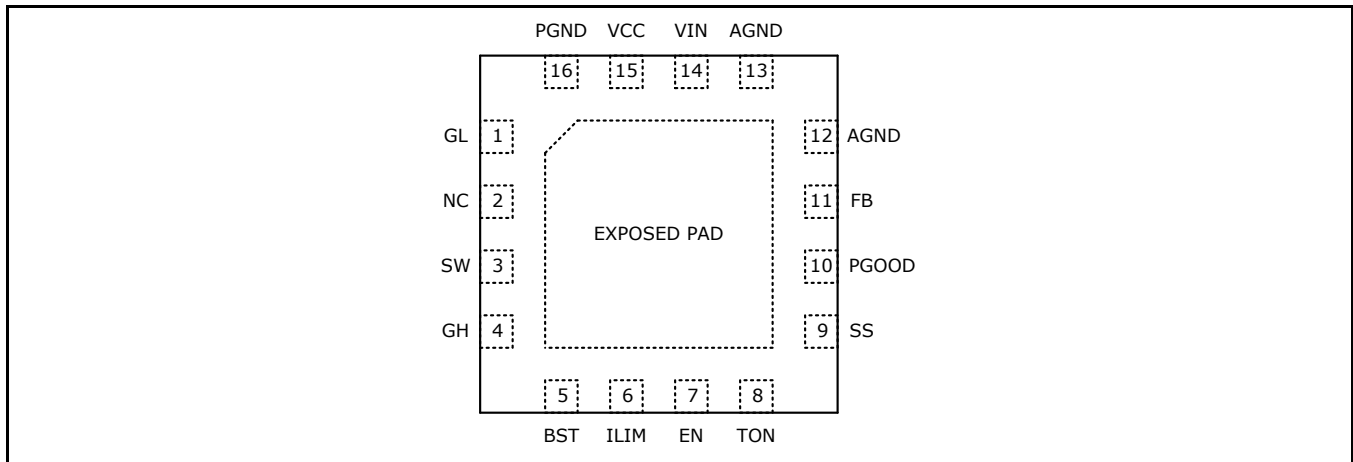 PGND VCC VIN AGND
16 15 14 13
GL 1 12 AGND
NC 2 11 FB
EXPOSED PAD
SW 3 10 PGOOD
GH 4 9 SS
5 6 7 8
BST ILIM EN TON